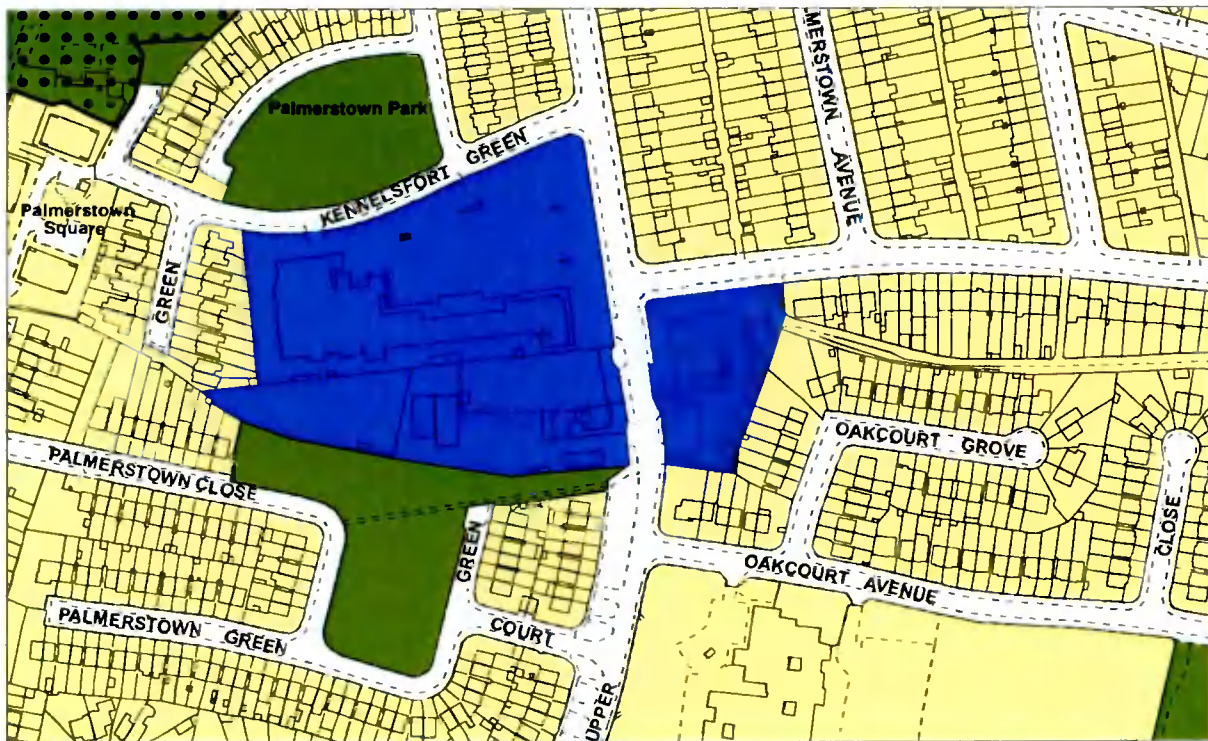 LMERSTOWN AVENUE
Palmerstown Park
KENNELSFORT GREEN
Palmerstown
Square
GREEN
PALMERSTOWN CLOSE
OAKCOURT GROVE
CLOSE
GREEN
OAKCOURT AVENUE
PALMERSTOWN GREEN
COURT
UPPER